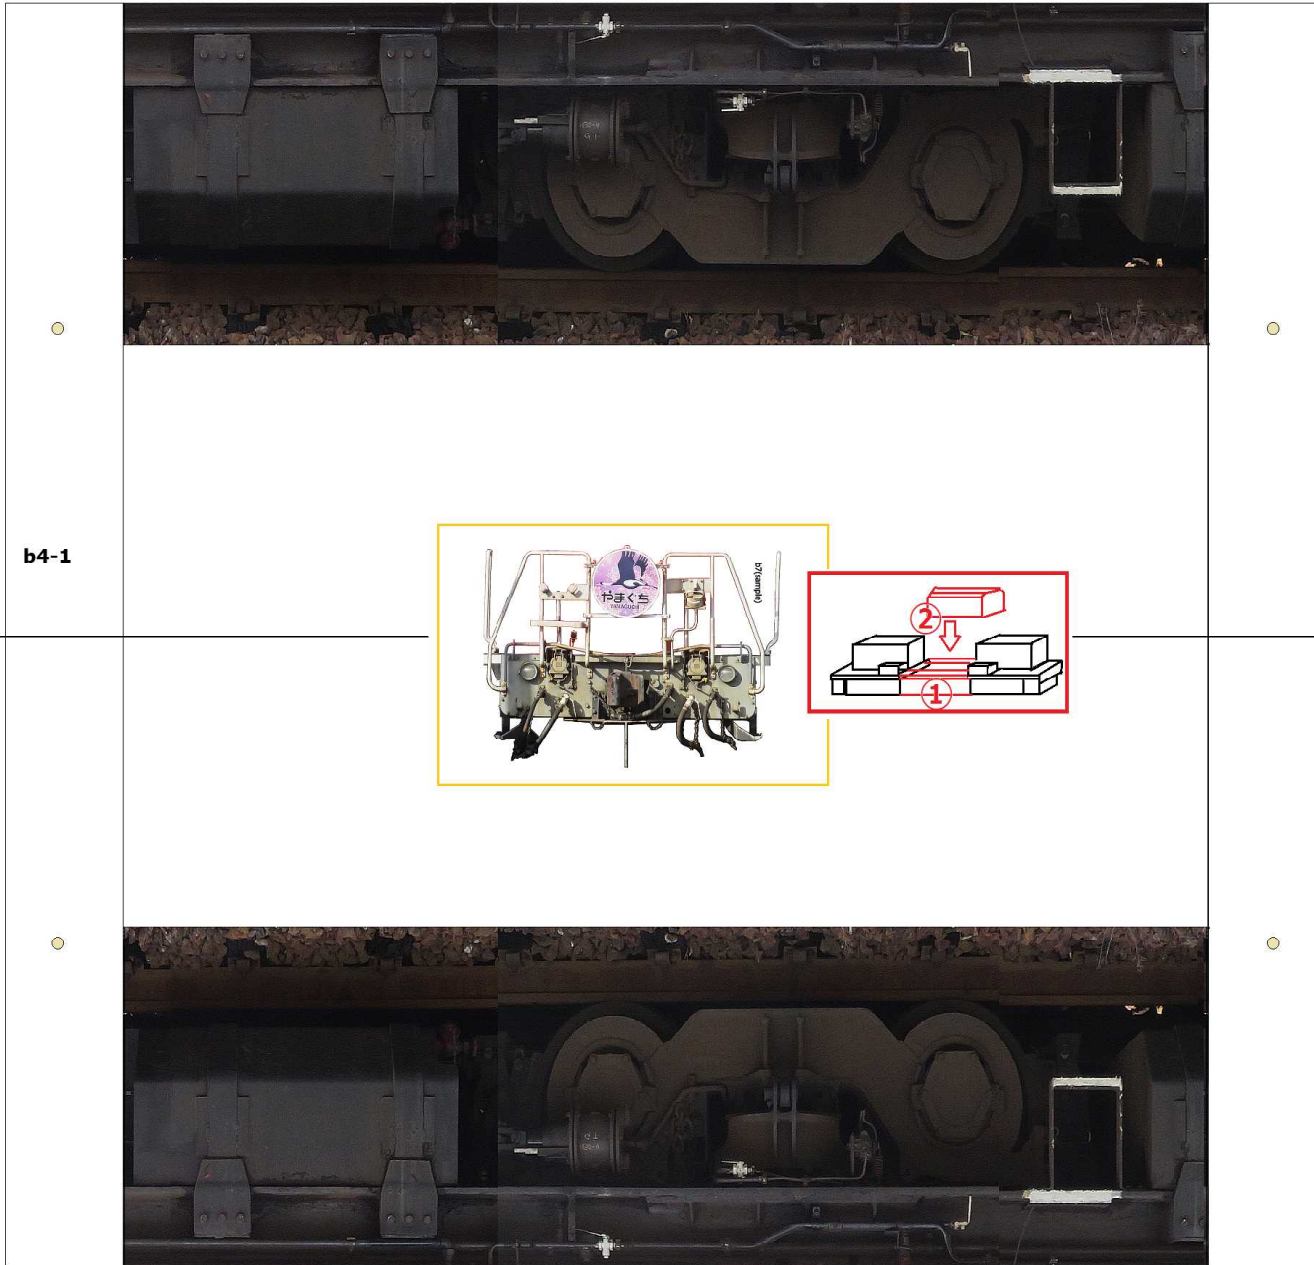 b4-1
やまぐち
YAMAGUCHI
b7(sample)
②
①